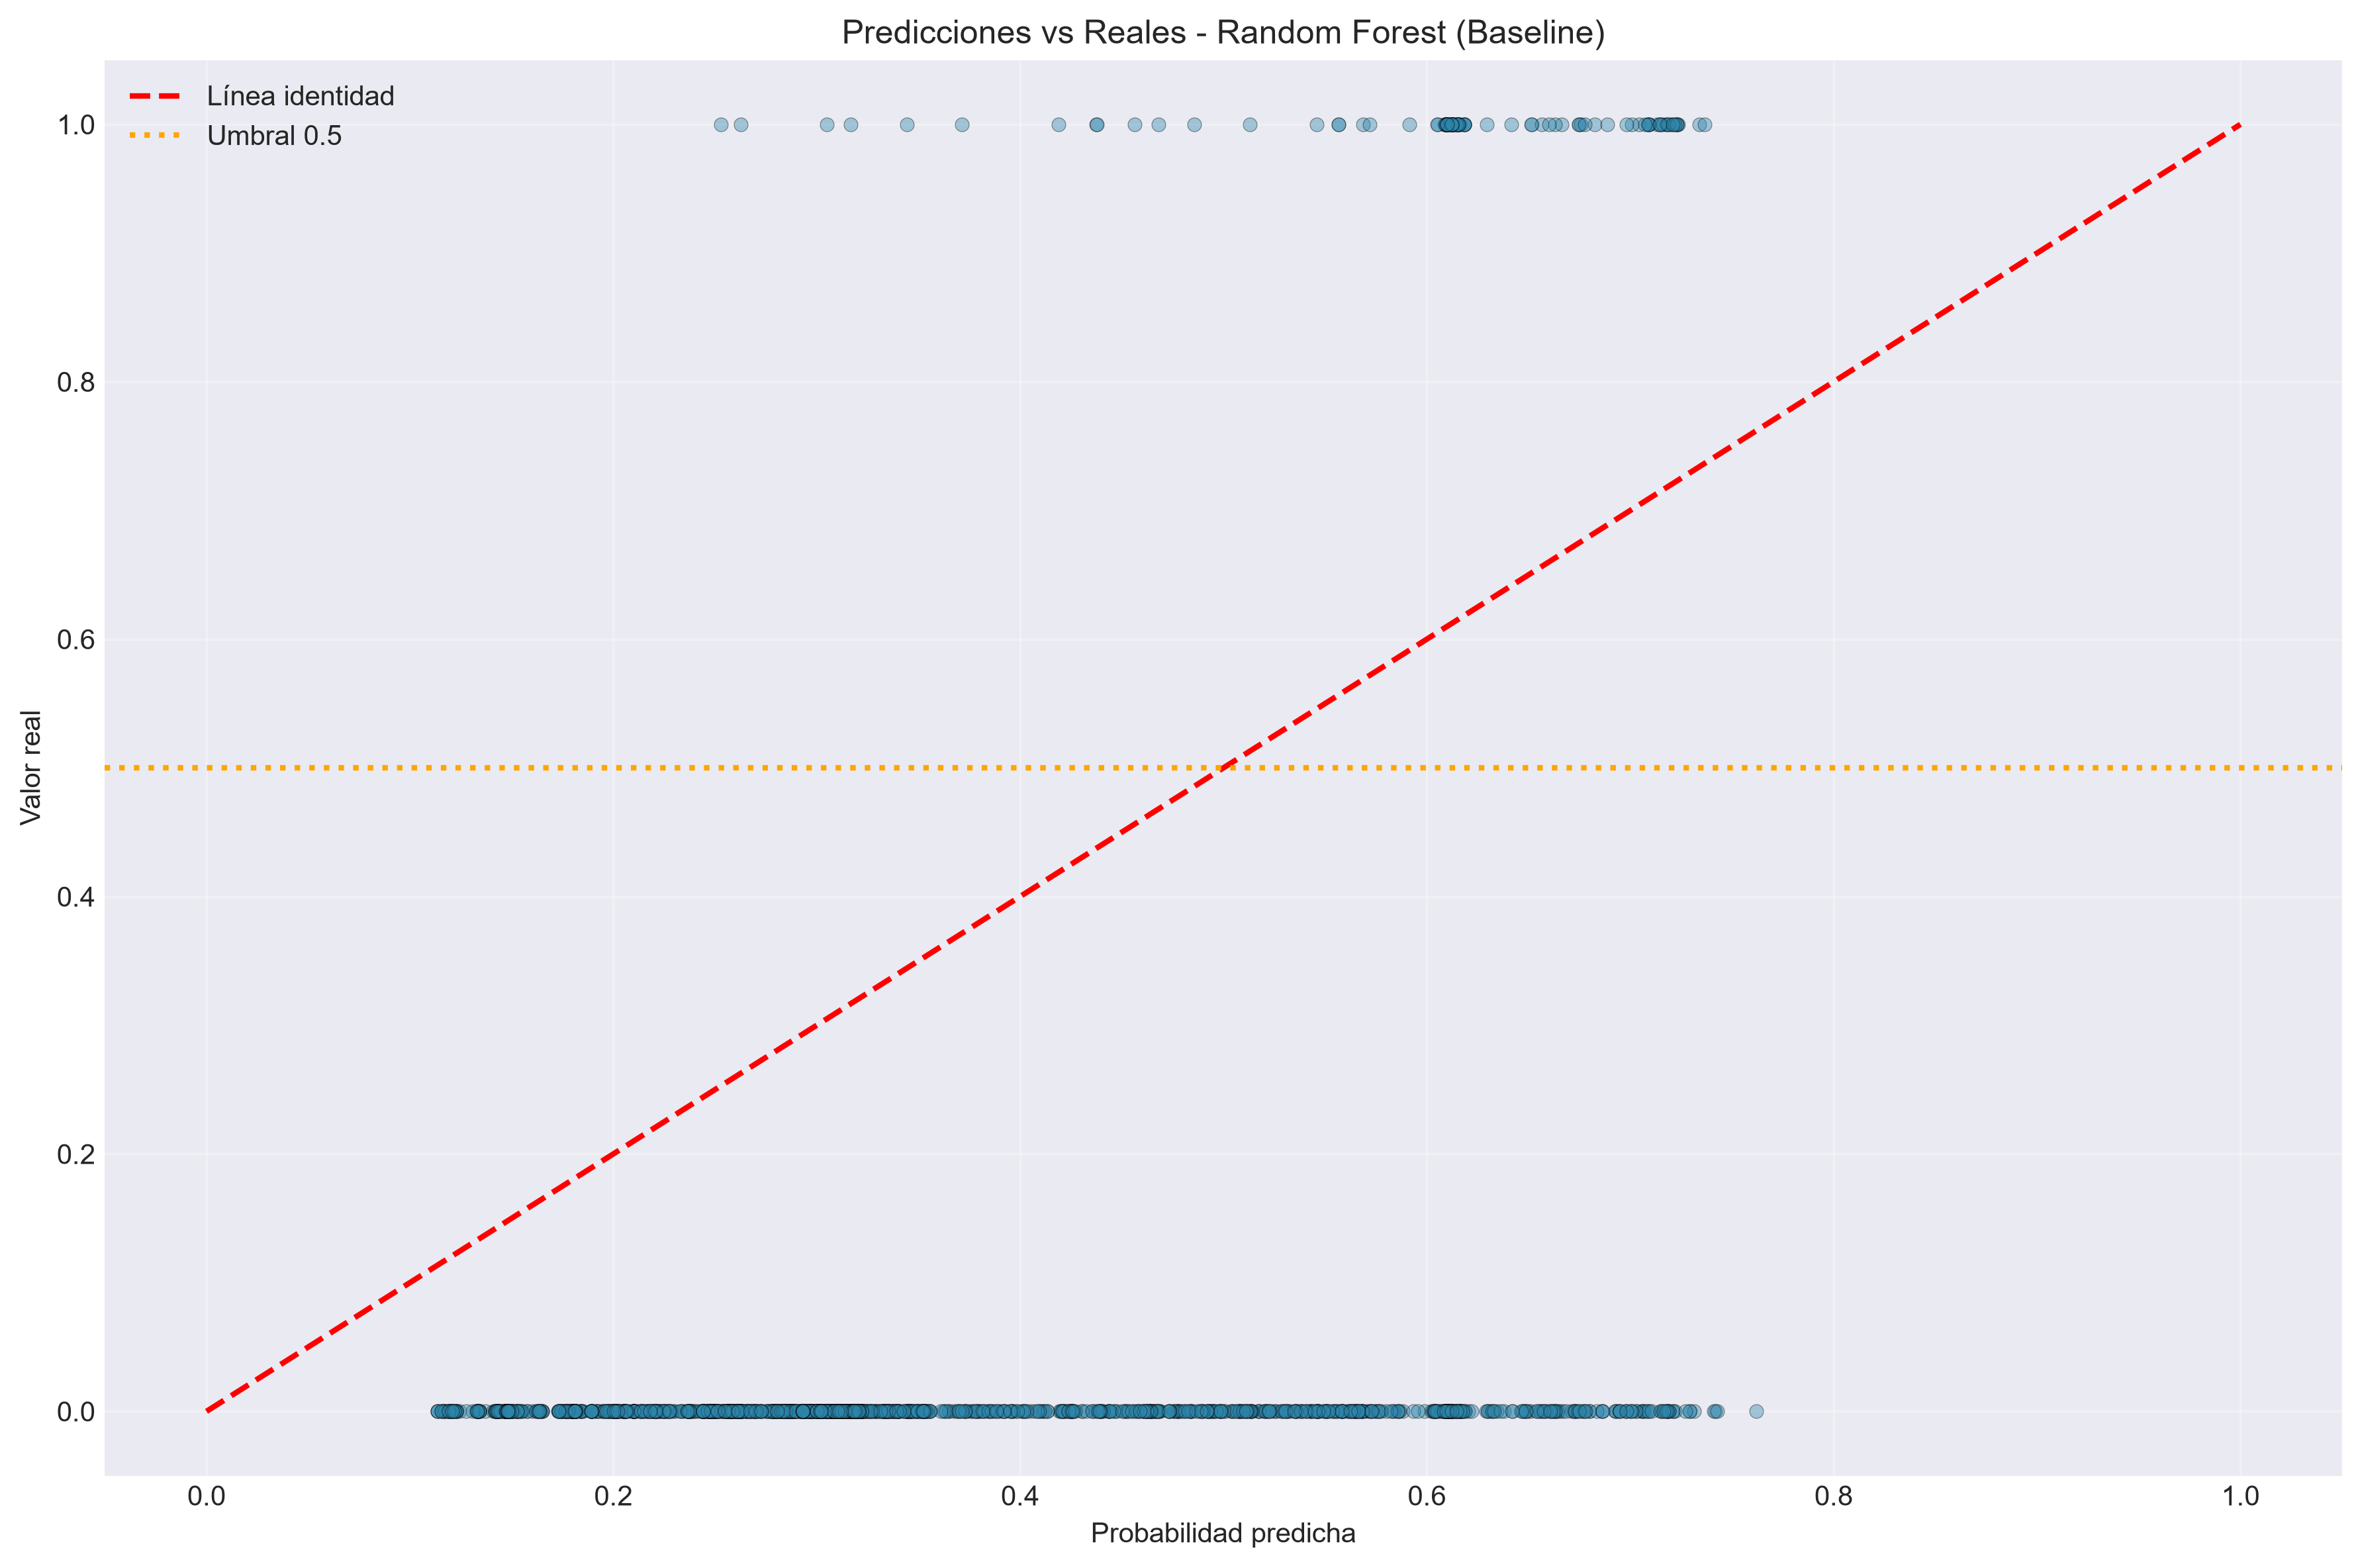 Predicciones vs Reales - Random Forest (Baseline)
Línea identidad
Umbral 0.5
1.0
0.8
0.6
0.4
0.2
0.0
Valor real
0.0 0.2 0.4 0.6 0.8 1.0
Probabilidad predicha